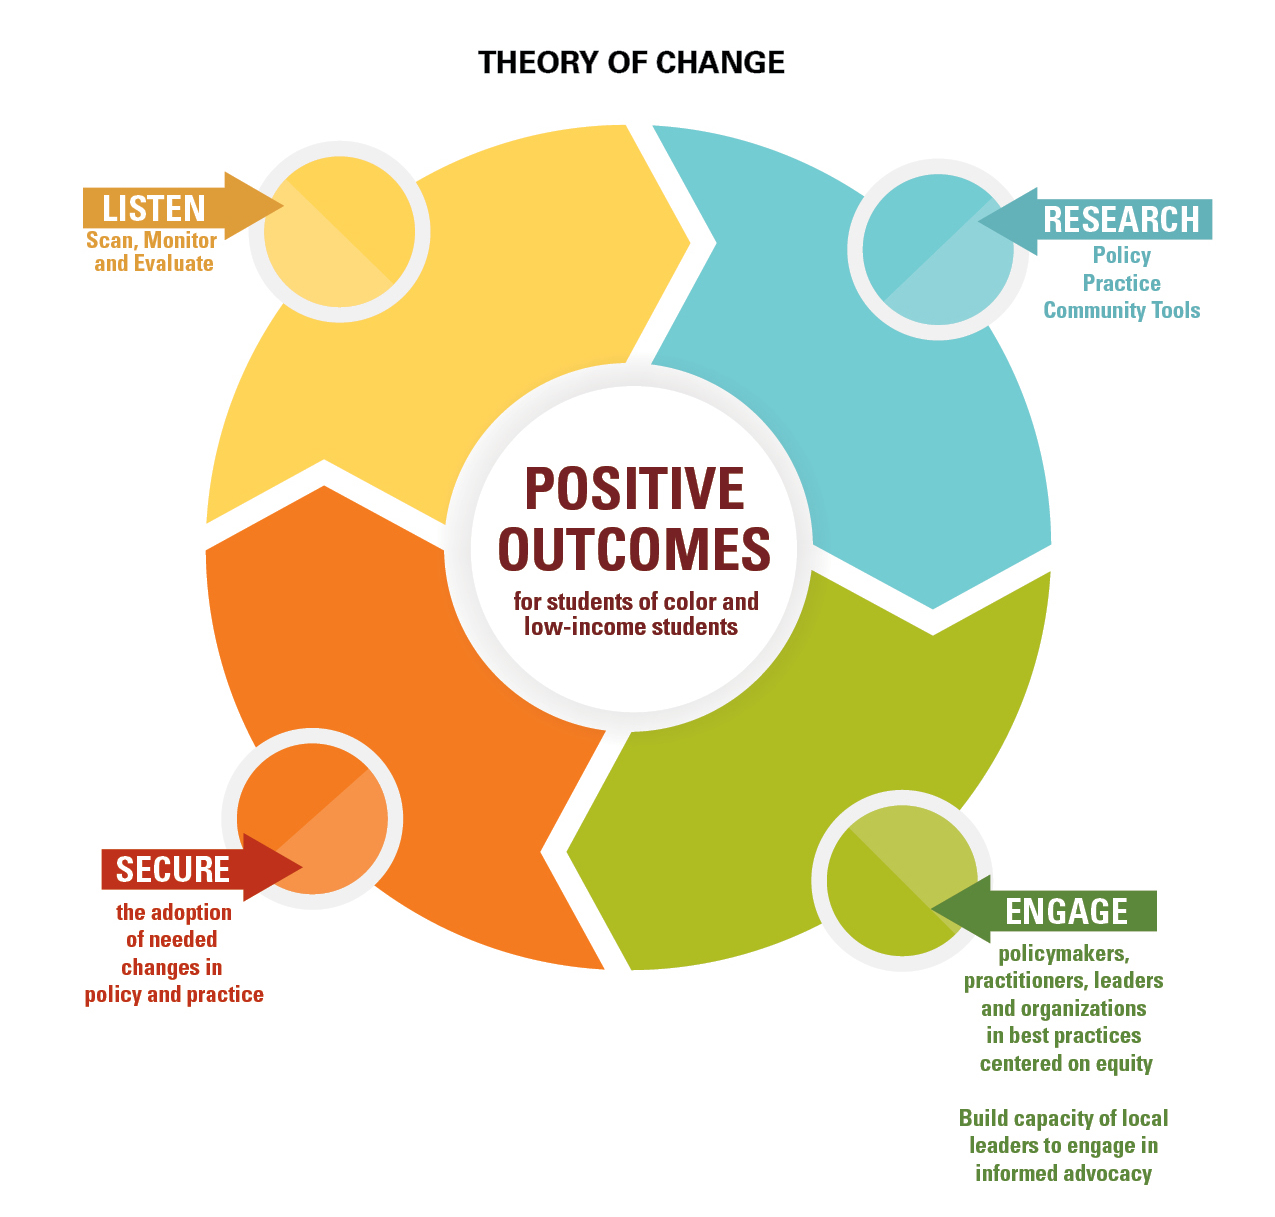 THEORY OF CHANGE
LISTEN
Scan, Monitor
and Evaluate
RESEARCH
Policy
Practice
Community Tools
POSITIVE
OUTCOMES
for students of color and
low-income students
SECURE
the adoption
of needed
changes in
policy and practice
ENGAGE
policymakers,
practitioners, leaders
and organizations
in best practices
centered on equity
Build capacity of local
leaders to engage in
informed advocacy